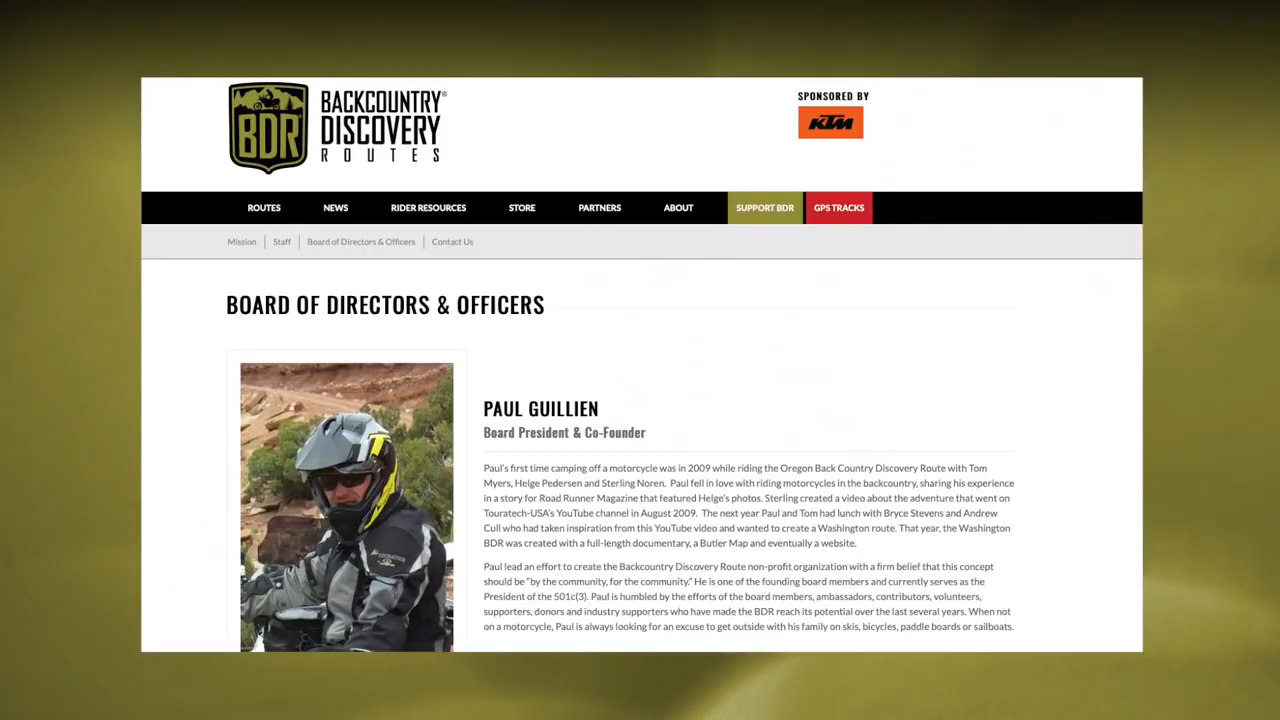 BDR
BACKCOUNTRY®
DISCOVERY
ROUTES
SPONSORED BY
KTM
ROUTES NEWS RIDER RESOURCES STORE PARTNERS ABOUT SUPPORT BDR GPS TRACKS
Mission Staff Board of Directors & Officers Contact Us
BOARD OF DIRECTORS & OFFICERS
PAUL GUILLIEN
Board President & Co-Founder
Paul's first time camping off a motorcycle was in 2009 while riding the Oregon Back Country Discovery Route with Tom
Myers, Helge Pedersen and Sterling Noren. Paul fell in love with riding motorcycles in the backcountry, sharing his experience
in a story for Road Runner Magazine that featured Helge's photos. Sterling created a video about the adventure that went on
Touratech-USA's YouTube channel in August 2009. The next year Paul and Tom had lunch with Bryce Stevens and Andrew
Cull who had taken inspiration from this YouTube video and wanted to create a Washington route. That year, the Washington
BDR was created with a full-length documentary, a Butler Map and eventually a website.
Paul lead an effort to create the Backcountry Discovery Route non-profit organization with a firm belief that this concept
should be "by the community, for the community." He is one of the founding board members and currently serves as the
President of the 501c(3). Paul is humbled by the efforts of the board members, ambassadors, contributors, volunteers,
supporters, donors and industry supporters who have made the BDR reach its potential over the last several years. When not
on a motorcycle, Paul is always looking for an excuse to get outside with his family on skis, bicycles, paddle boards or sailboats.
TOURATECH